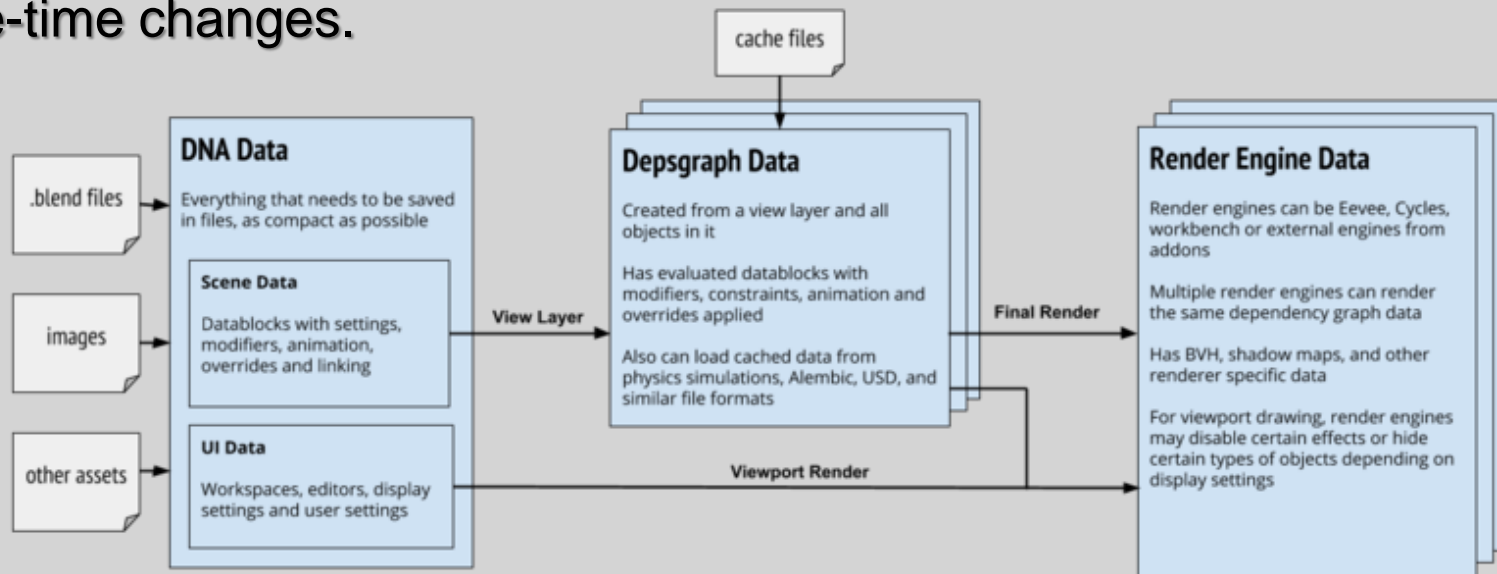 e-time changes.
cache files
.blend files
images
other assets
DNA Data
Everything that needs to be saved
in files, as compact as possible
Scene Data
Datablocks with settings,
modifiers, animation,
overrides and linking
UI Data
Workspaces, editors, display
settings and user settings
View Layer
Depsgraph Data
Created from a view layer and all
objects in it
Has evaluated datablocks with
modifiers, constraints, animation and
overrides applied
Also can load cached data from
physics simulations, Alembic, USD, and
similar file formats
Final Render
Viewport Render
Render Engine Data
Render engines can be Eevee, Cycles,
workbench or external engines from
addons
Multiple render engines can render
the same dependency graph data
Has BVH, shadow maps, and other
renderer specific data
For viewport drawing, render engines
may disable certain effects or hide
certain types of objects depending on
display settings